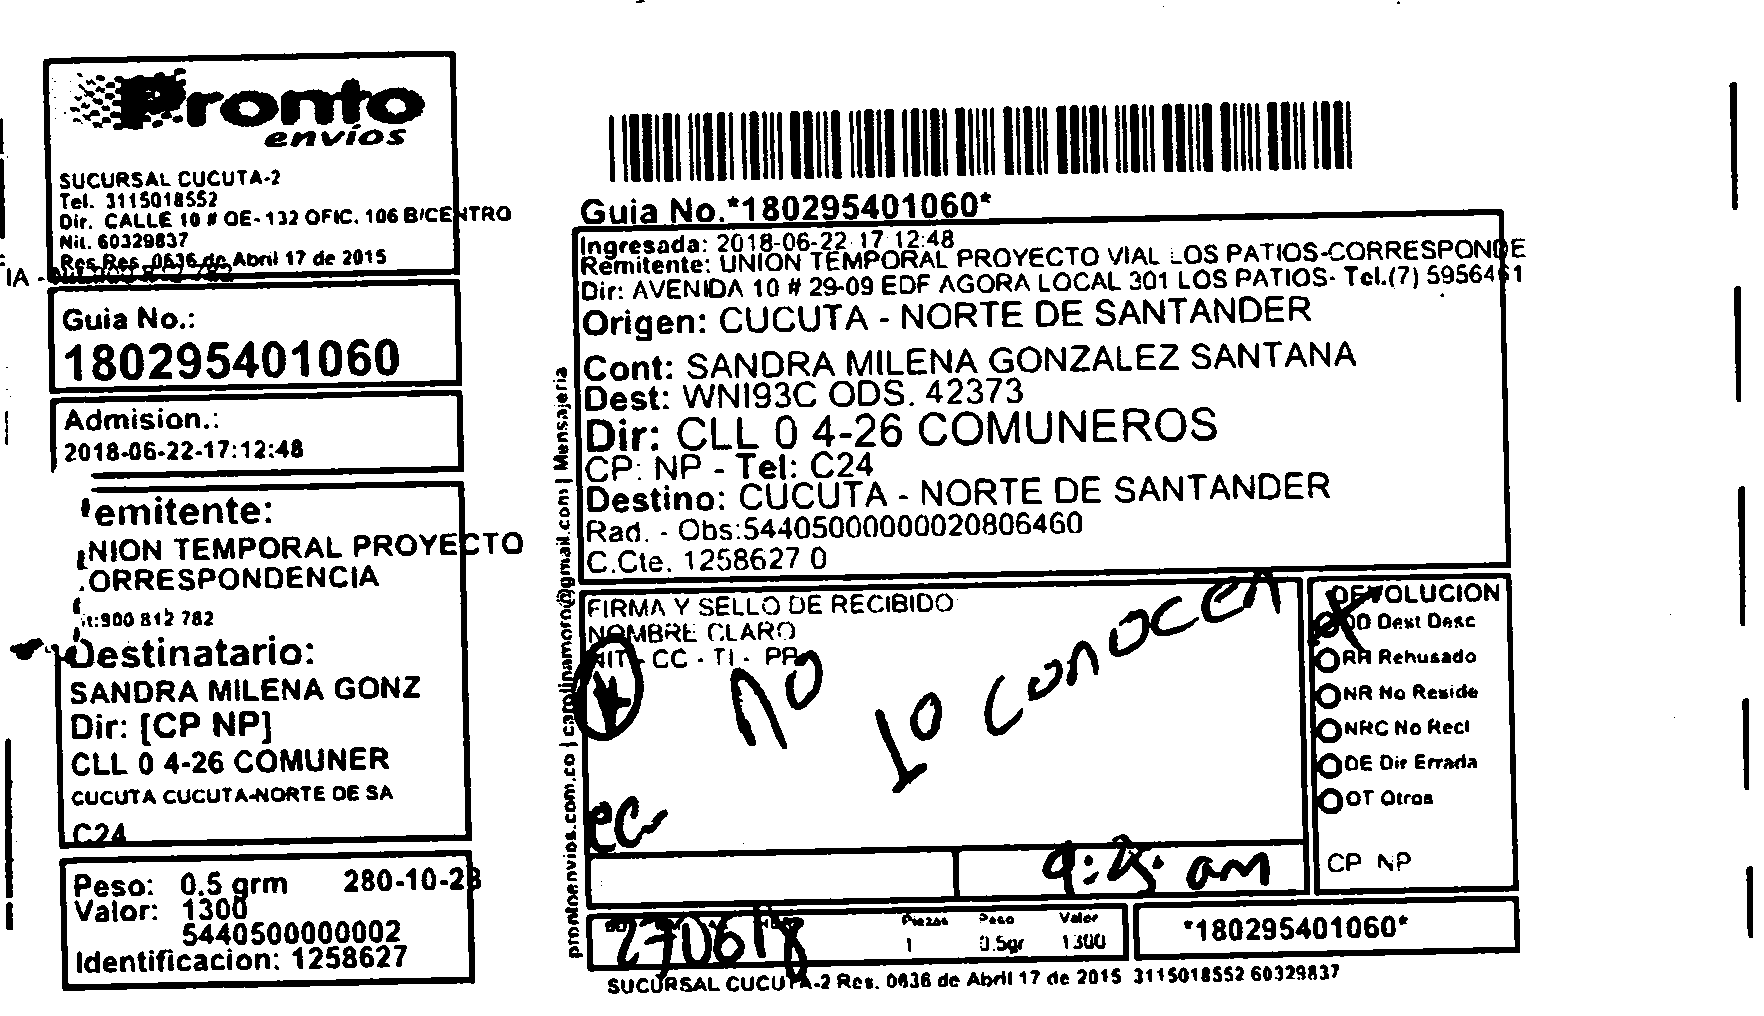 Pronto
envíos
SUCURSAL CUCUTA-2
Tel. 3115018552
Dir. CALLE 10 # OE-132 OFIC. 106 B/CENTRO
Nit. 60329837
Res.Res. 0636 de Abril 17 de 2015
Guia No.:
180295401060
Admision.:
2018-06-22-17:12:48
emitente:
NION TEMPORAL PROYECTO
ORRESPONDENCIA
it:900 812 782
Destinatario:
SANDRA MILENA GONZ
Dir: [CP NP]
CLL 0 4-26 COMUNER
CUCUTA CUCUTA-NORTE DE SA
C24
Peso: 0.5 grm 280-10-28
Valor: 1300
5440500000002
Identificacion: 1258627
prontoenvios.com.co | carolinamoro@gmail.com | Mensajeria
Guia No.*180295401060*
Ingresada: 2018-06-22 17 12:48
Remitente: UNION TEMPORAL PROYECTO VIAL LOS PATIOS-CORRESPONDE
Dir: AVENIDA 10 # 29-09 EDF AGORA LOCAL 301 LOS PATIOS- Tel.(7) 5956461
Origen: CUCUTA - NORTE DE SANTANDER
Cont: SANDRA MILENA GONZALEZ SANTANA
Dest: WNI93C ODS. 42373
Dir: CLL 0 4-26 COMUNEROS
CP: NP - Tel: C24
Destino: CUCUTA - NORTE DE SANTANDER
Rad. - Obs:54405000000020806460
C.Cte. 1258627 0
FIRMA Y SELLO DE RECIBIDO
NOMBRE CLARO
NIT - CC - TI - PP
no lo conocen
9:25 am
270618
DEVOLUCION
DD Dest Desc
RH Rehusado
NR No Reside
NRC No Recl
DE Dir Errada
OT Otros
CP NP
Piezas Peso Valor
1 0.5gr 1300
*180295401060*
SUCURSAL CUCUTA-2 Res. 0636 de Abril 17 de 2015 3115018552 60329837